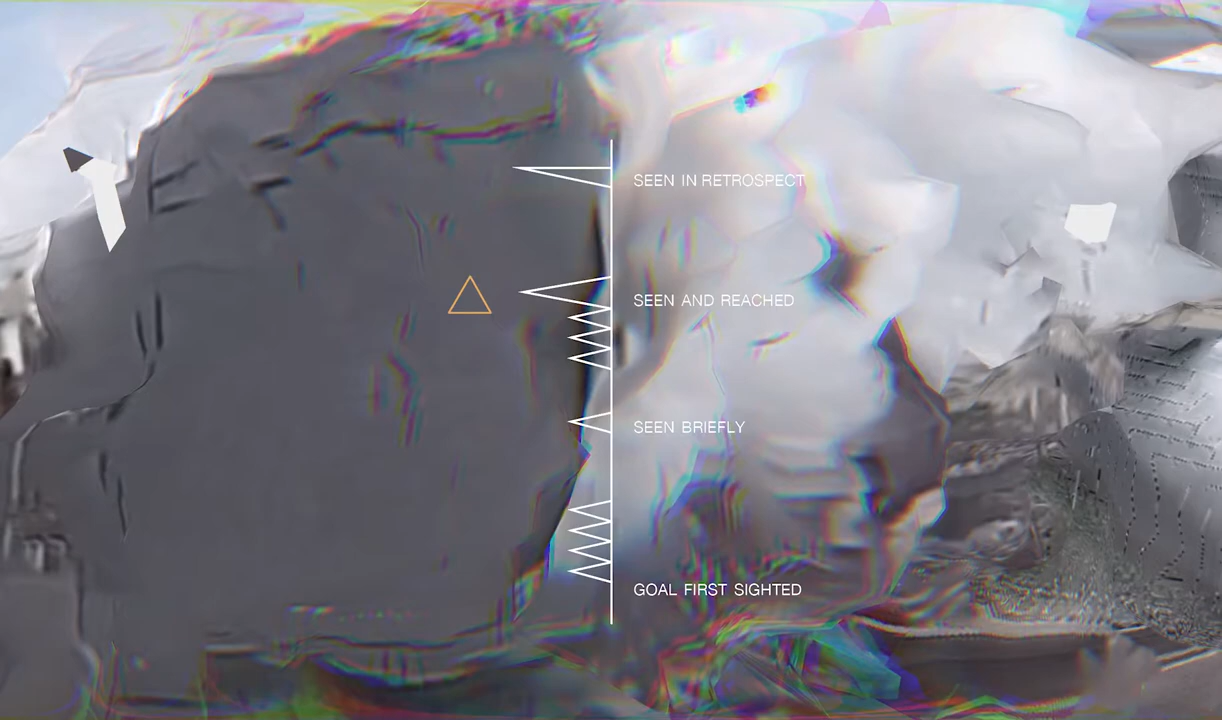 SEEN IN RETROSPECT
SEEN AND REACHED
SEEN BRIEFLY
GOAL FIRST SIGHTED